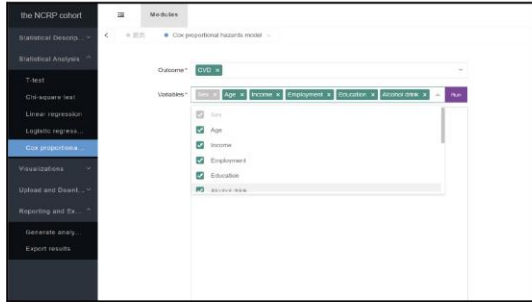 the NCRP cohort
Modules
Statistical Descrip...
Cox proportional hazards model
Statistical Analysis
Outcome* CVD ×
T-test
Variables* Sex × Age × Income × Employment × Education × Alcohol drink × Run
Chi-square test
Sex
Linear regression
Age
Logistic regress...
Income
Cox proportiona...
Employment
Visualizations
Education
Upload and Downl...
Alcohol drink
Reporting and Ex...
Generate analy...
Export results